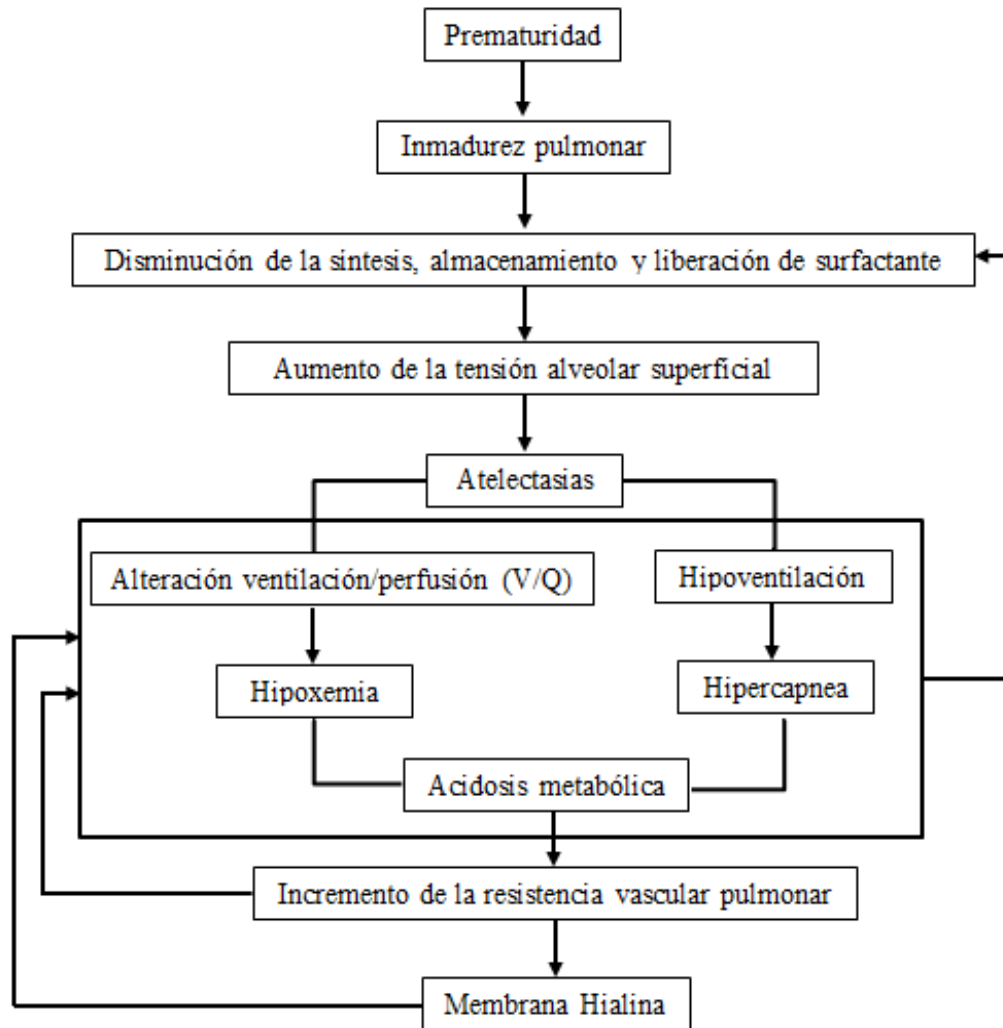 Prematuridad
Inmadurez pulmonar
Disminución de la síntesis, almacenamiento y liberación de surfactante
Aumento de la tensión alveolar superficial
Atelectasias
Alteración ventilación/perfusión (V/Q)
Hipoventilación
Hipoxemia
Hipercapnea
Acidosis metabólica
Incremento de la resistencia vascular pulmonar
Membrana Hialina